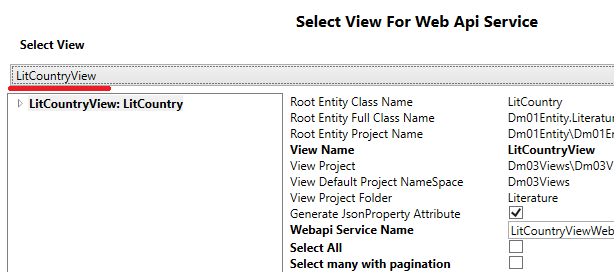 Select View For Web Api Service
Select View
LitCountryView
LitCountryView: LitCountry
Root Entity Class Name LitCountry
Root Entity Full Class Name Dm01Entity.Literatu
Root Entity Project Name Dm01Entity\Dm01E
View Name LitCountryView
View Project Dm03Views\Dm03V
View Default Project NameSpace Dm03Views
View Project Folder Literature
Generate JsonProperty Attribute
Webapi Service Name LitCountryViewWeb
Select All
Select many with pagination